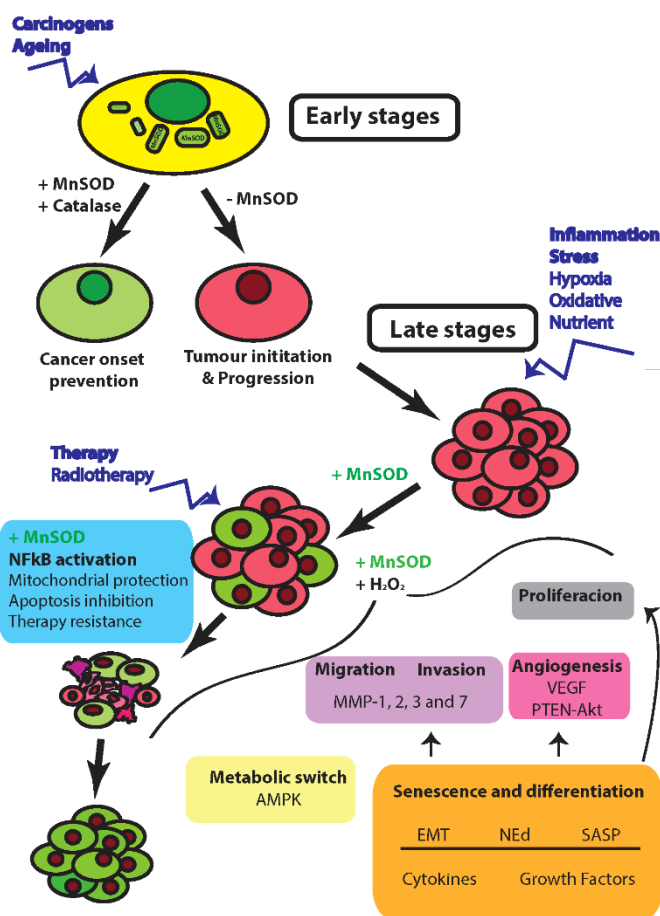 Carcinogens
Ageing
Early stages
MnSOD
MnSOD
MnSOD
+ MnSOD
+ Catalase
- MnSOD
Cancer onset
prevention
Tumour inititation
& Progression
Inflammation
Stress
Hypoxia
Oxidative
Nutrient
Late stages
Therapy
Radiotherapy
+ MnSOD
+ MnSOD
NFkB activation
Mitochondrial protection
Apoptosis inhibition
Therapy resistance
+ MnSOD
+ H₂O₂
Proliferacion
Migration Invasion
MMP-1, 2, 3 and 7
Angiogenesis
VEGF
PTEN-Akt
Metabolic switch
AMPK
Senescence and differentiation
EMT NEd SASP
Cytokines Growth Factors